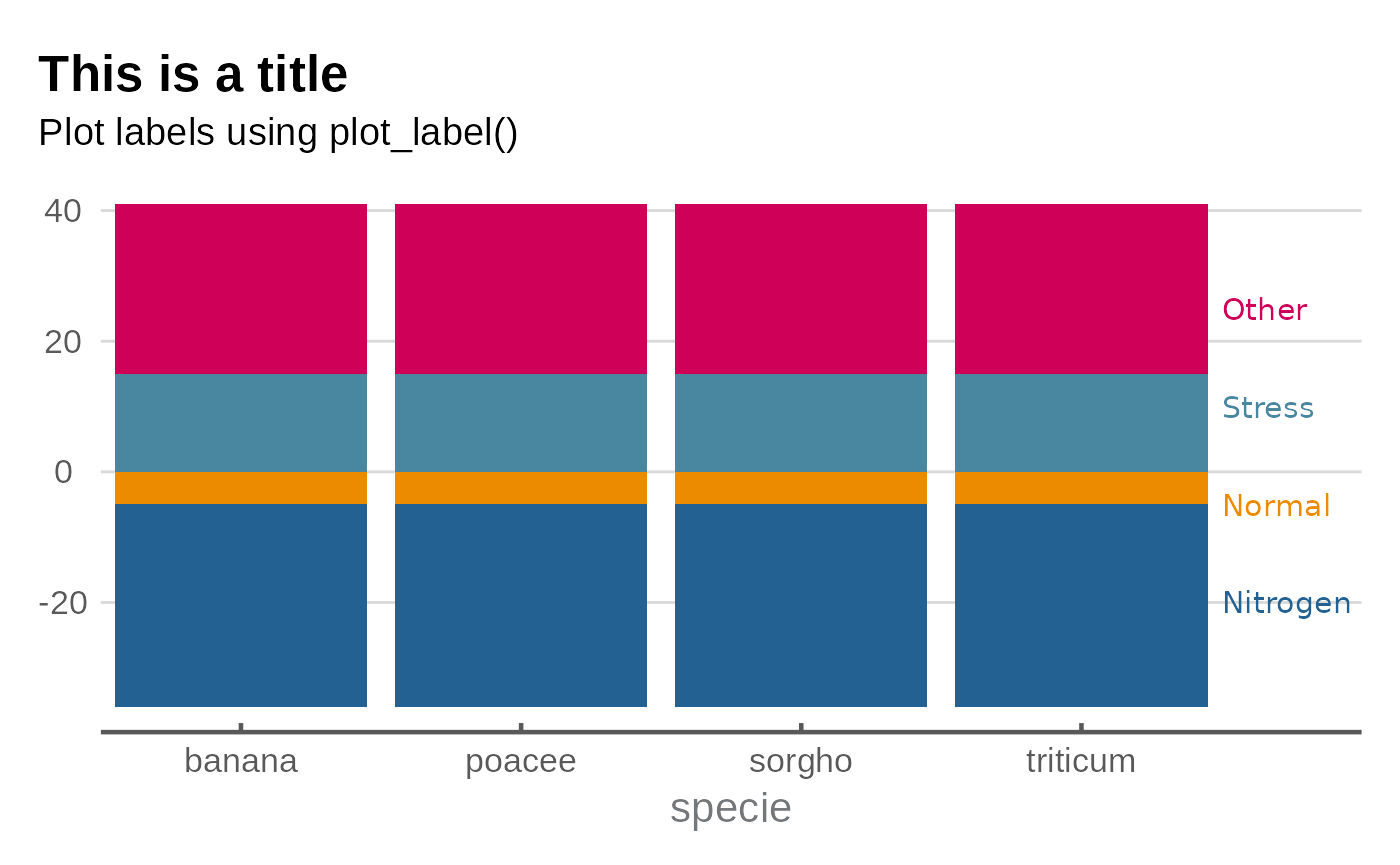 This is a title
Plot labels using plot_label()
40
20
0
-20
Other
Stress
Normal
Nitrogen
banana poacee sorgho triticum
specie